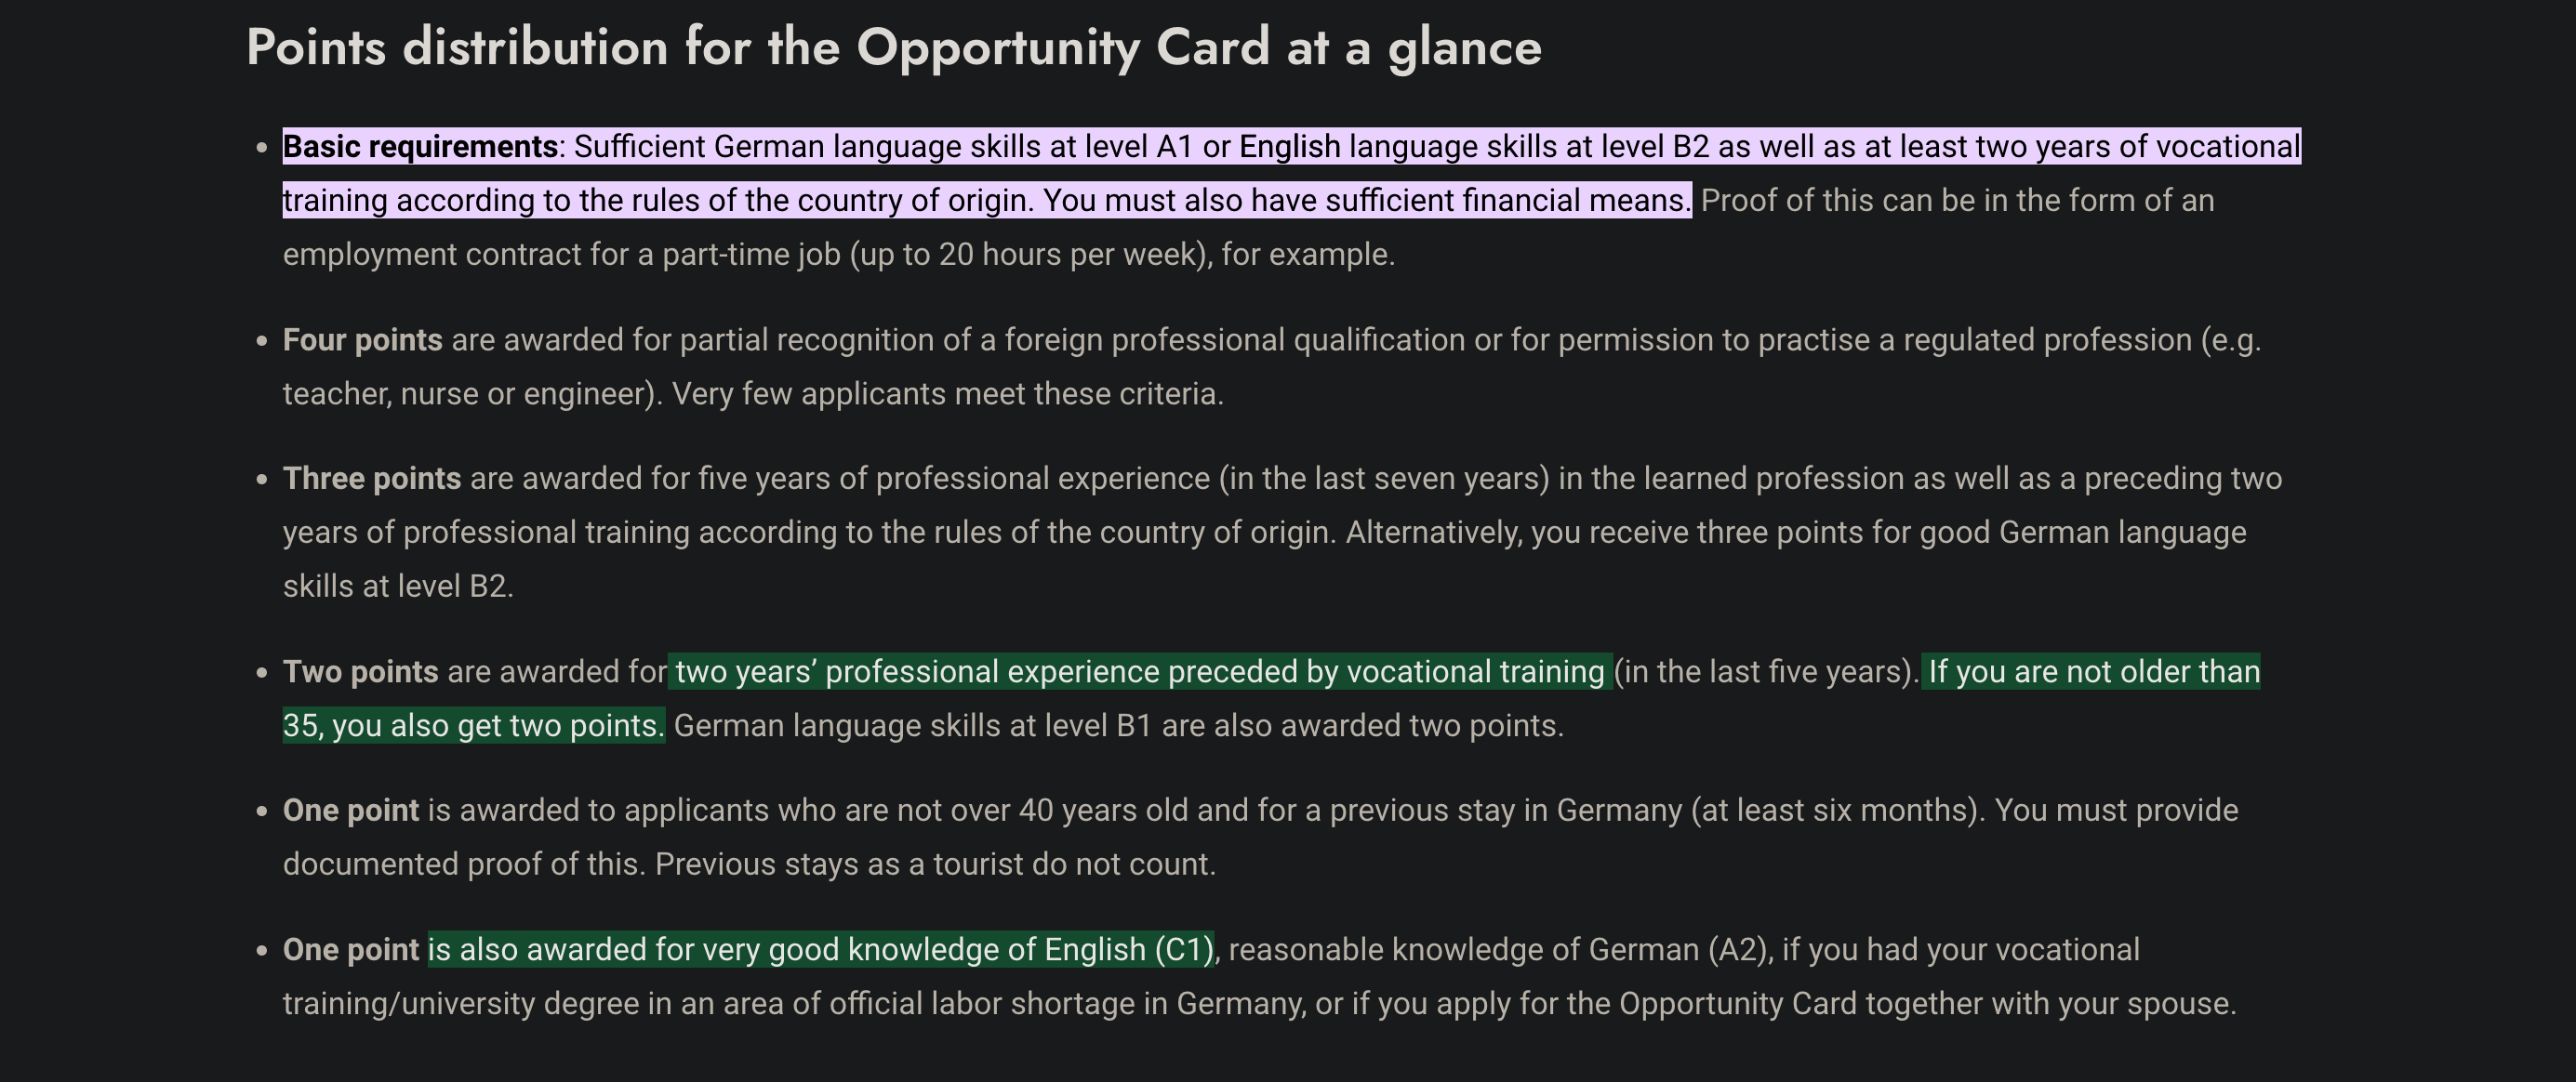 Points distribution for the Opportunity Card at a glance
• Basic requirements: Sufficient German language skills at level A1 or English language skills at level B2 as well as at least two years of vocational
training according to the rules of the country of origin. You must also have sufficient financial means. Proof of this can be in the form of an
employment contract for a part-time job (up to 20 hours per week), for example.
• Four points are awarded for partial recognition of a foreign professional qualification or for permission to practise a regulated profession (e.g.
teacher, nurse or engineer). Very few applicants meet these criteria.
• Three points are awarded for five years of professional experience (in the last seven years) in the learned profession as well as a preceding two
years of professional training according to the rules of the country of origin. Alternatively, you receive three points for good German language
skills at level B2.
• Two points are awarded for two years’ professional experience preceded by vocational training (in the last five years). If you are not older than
35, you also get two points. German language skills at level B1 are also awarded two points.
• One point is awarded to applicants who are not over 40 years old and for a previous stay in Germany (at least six months). You must provide
documented proof of this. Previous stays as a tourist do not count.
• One point is also awarded for very good knowledge of English (C1), reasonable knowledge of German (A2), if you had your vocational
training/university degree in an area of official labor shortage in Germany, or if you apply for the Opportunity Card together with your spouse.